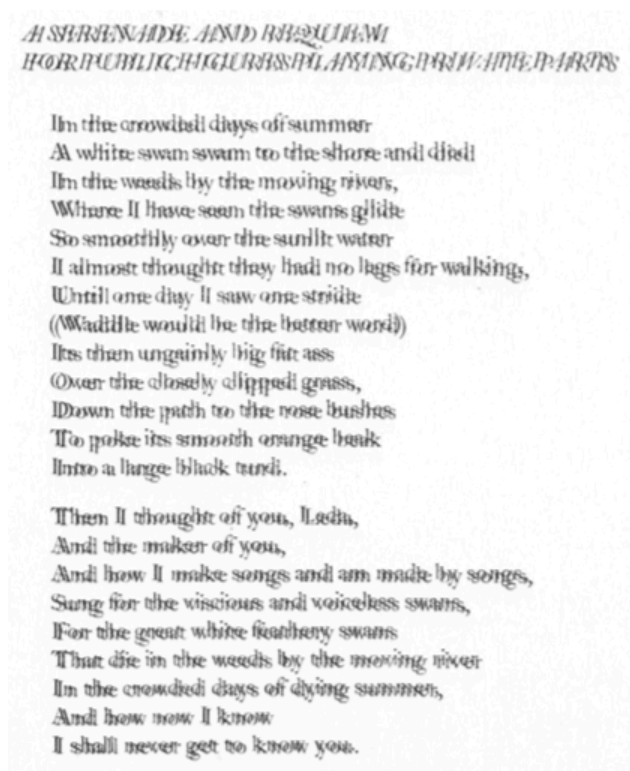 A SERENADE AND REQUIEM
FOR PUBLIC FIGURES PLAYING PRIVATE PARTS
In the crowded days of summer
A white swan swam to the shore and died
In the weeds by the moving river,
Where I have seen the swans glide
So smoothly over the sunlit water
I almost thought they had no legs for walking,
Until one day I saw one stride
(Waddle would be the better word)
Its then ungainly big fat ass
Over the closely clipped grass,
Down the path to the rose bushes
To poke its smooth orange beak
Into a large black turd.
Then I thought of you, Leda,
And the maker of you,
And how I make songs and am made by songs,
Sung for the viscious and voiceless swans,
For the great white feathery swans
That die in the weeds by the moving river
In the crowded days of dying summer,
And how now I know
I shall never get to know you.